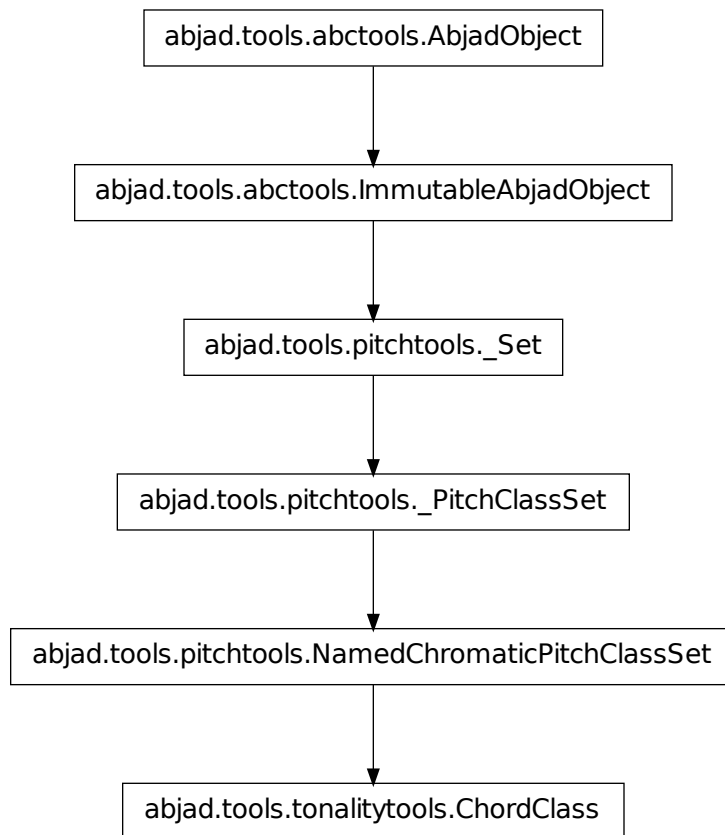 abjad.tools.abctools.AbjadObject
abjad.tools.abctools.ImmutableAbjadObject
abjad.tools.pitchtools._Set
abjad.tools.pitchtools._PitchClassSet
abjad.tools.pitchtools.NamedChromaticPitchClassSet
abjad.tools.tonalitytools.ChordClass